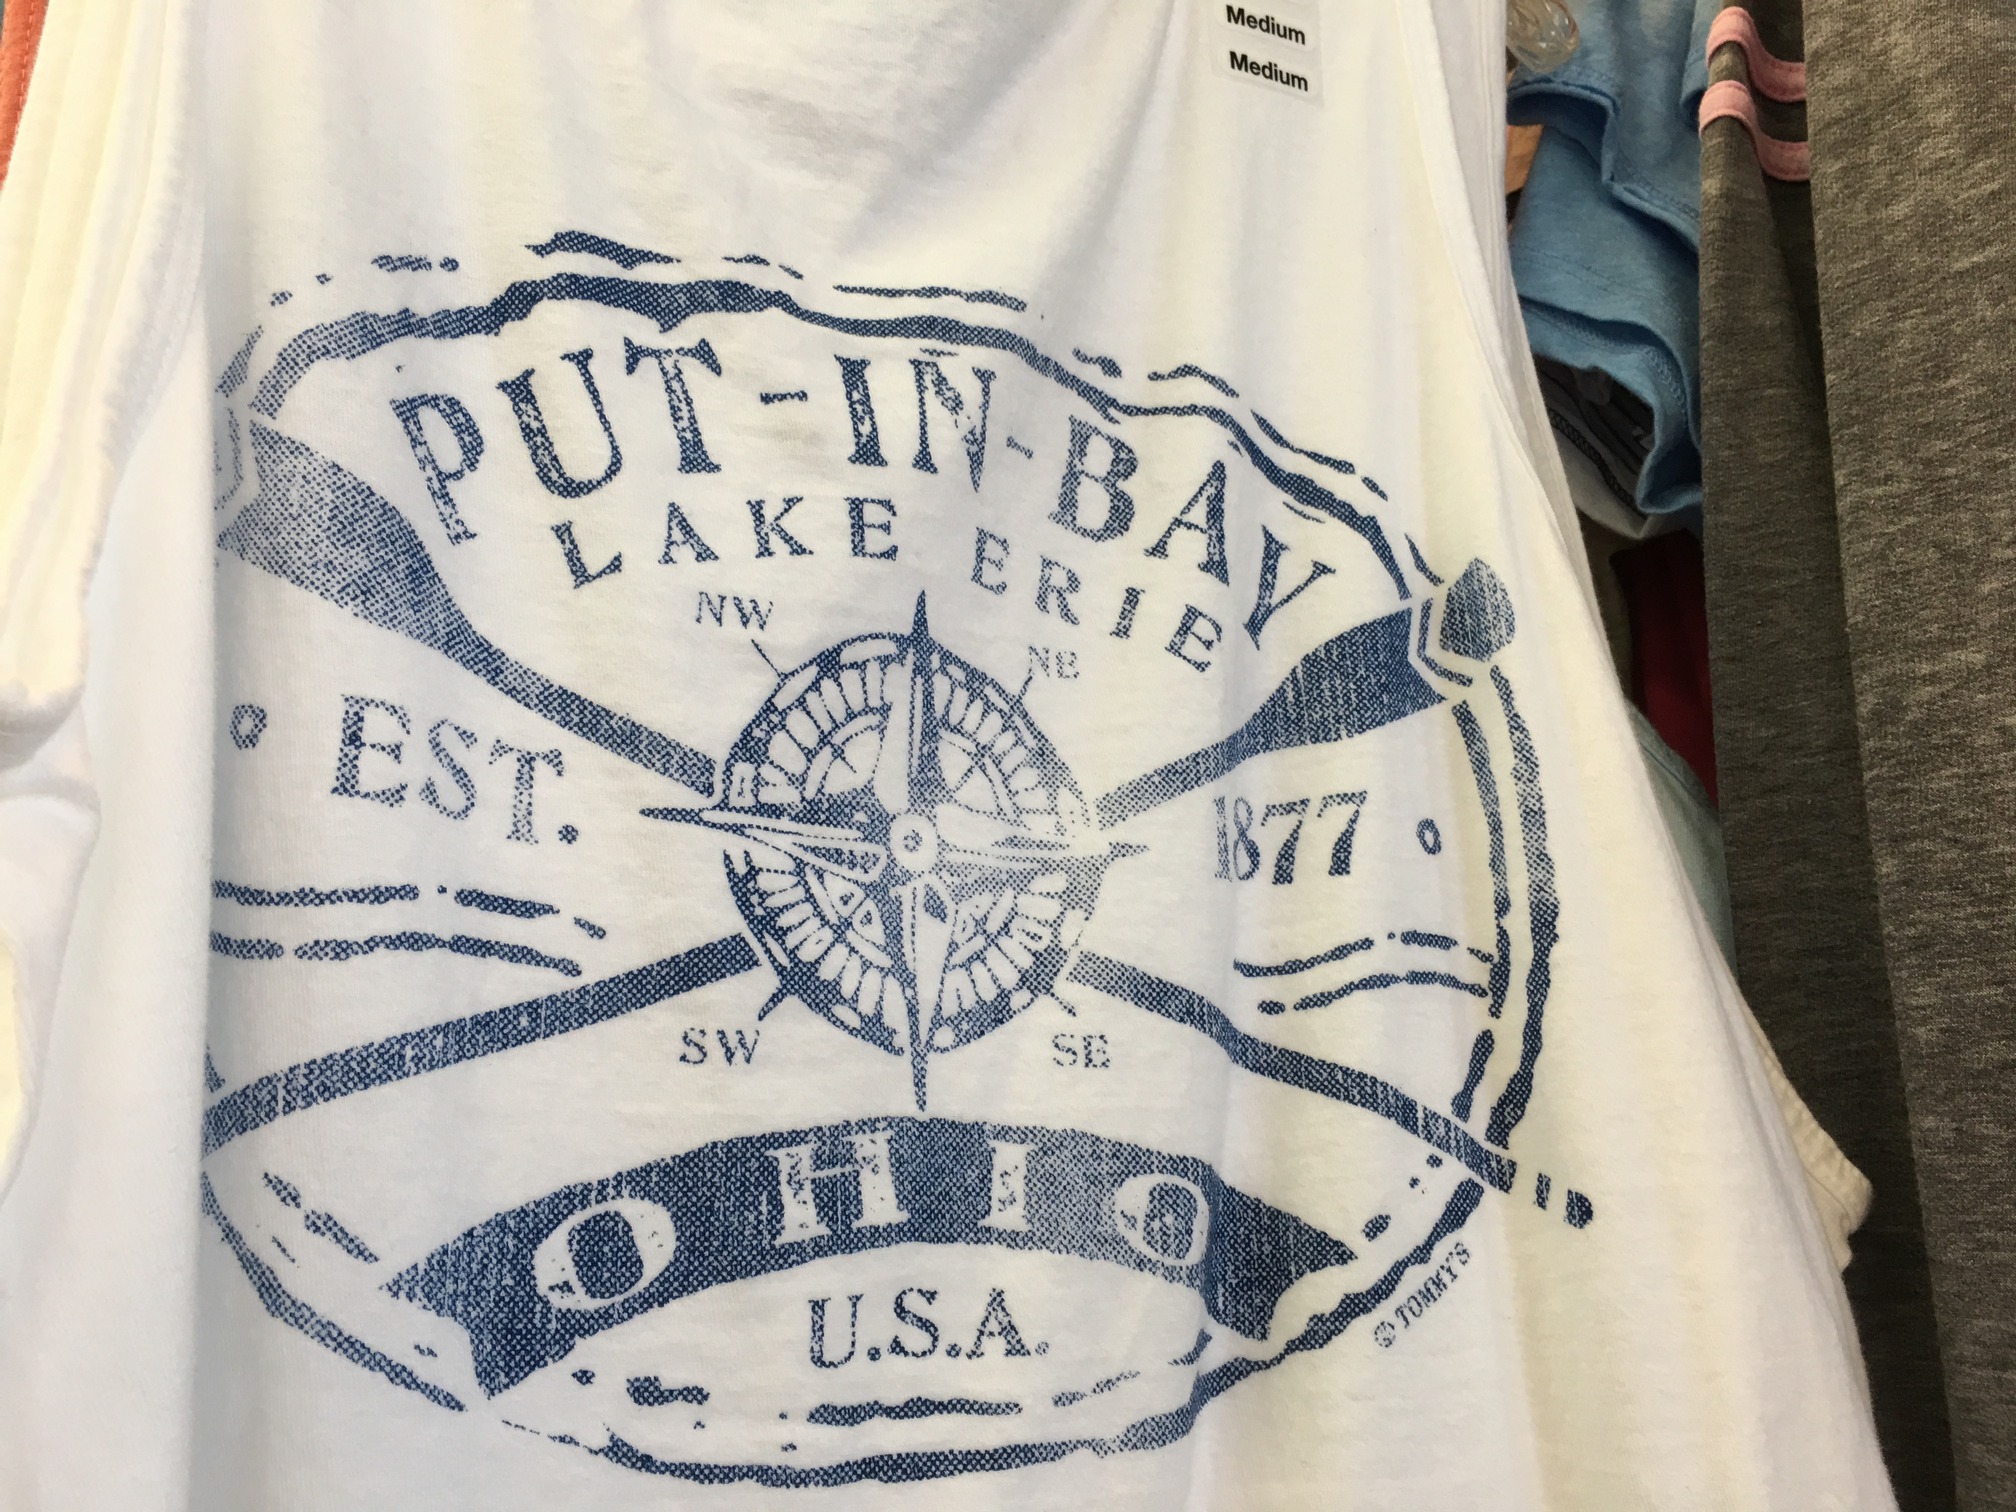 Medium
Medium
PUT-IN-BAY
LAKE ERIE
NW
NE
EST.
1877
SW
SE
OHIO
U.S.A.
© TOMMY'S